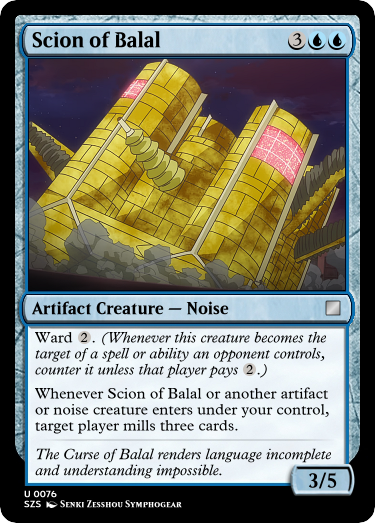 Scion of Balal 3
Artifact Creature — Noise
Ward 2. (Whenever this creature becomes the
target of a spell or ability an opponent controls,
counter it unless that player pays 2.)
Whenever Scion of Balal or another artifact
or noise creature enters under your control,
target player mills three cards.
The Curse of Balal renders language incomplete
and understanding impossible.
3/5
U 0076
SZS Senki Zesshou Symphogear